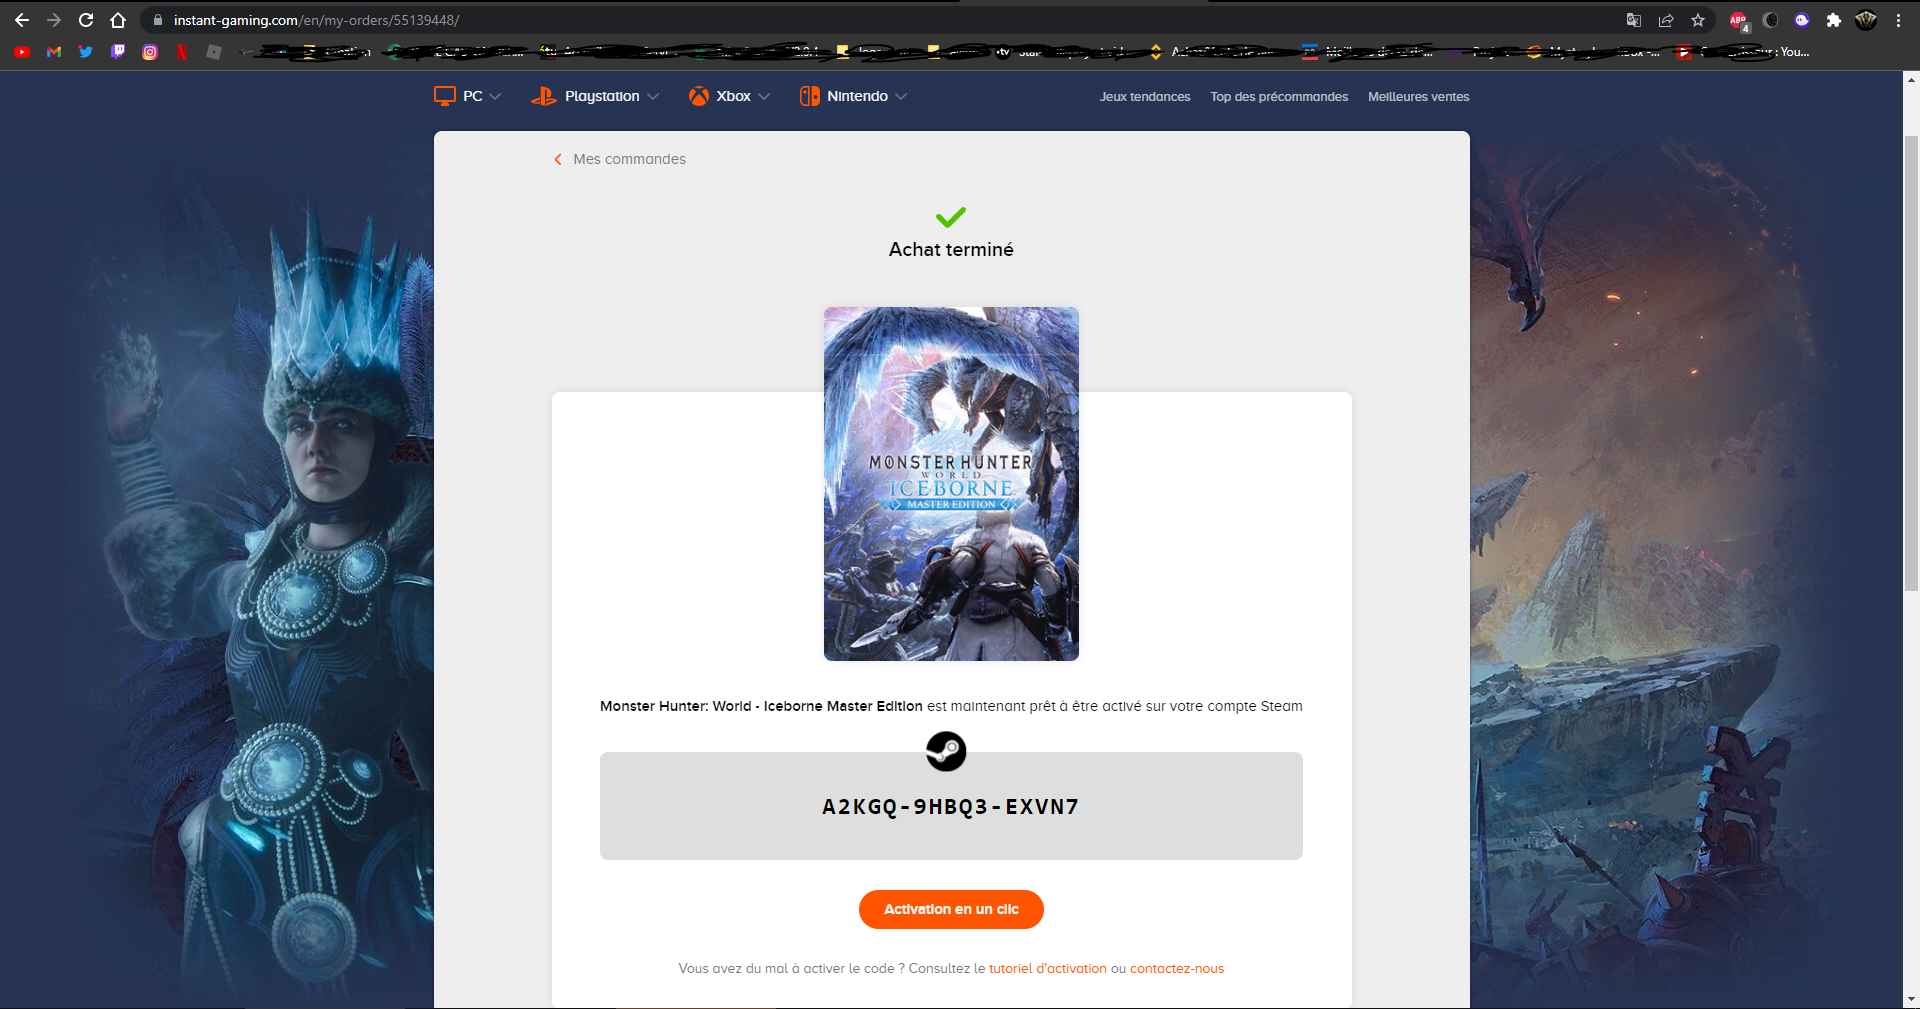 instant-gaming.com/en/my-orders/55139448/
ABP
4
PC
Playstation
Xbox
Nintendo
Jeux tendances
Top des précommandes
Meilleures ventes
Mes commandes
Achat terminé
MONSTER HUNTER
WORLD
ICEBORNE
MASTER EDITION
Monster Hunter: World - Iceborne Master Edition est maintenant prêt à être activé sur votre compte Steam
A2KGQ-9HBQ3-EXVN7
Activation en un clic
Vous avez du mal à activer le code ? Consultez le tutoriel d'activation ou contactez-nous